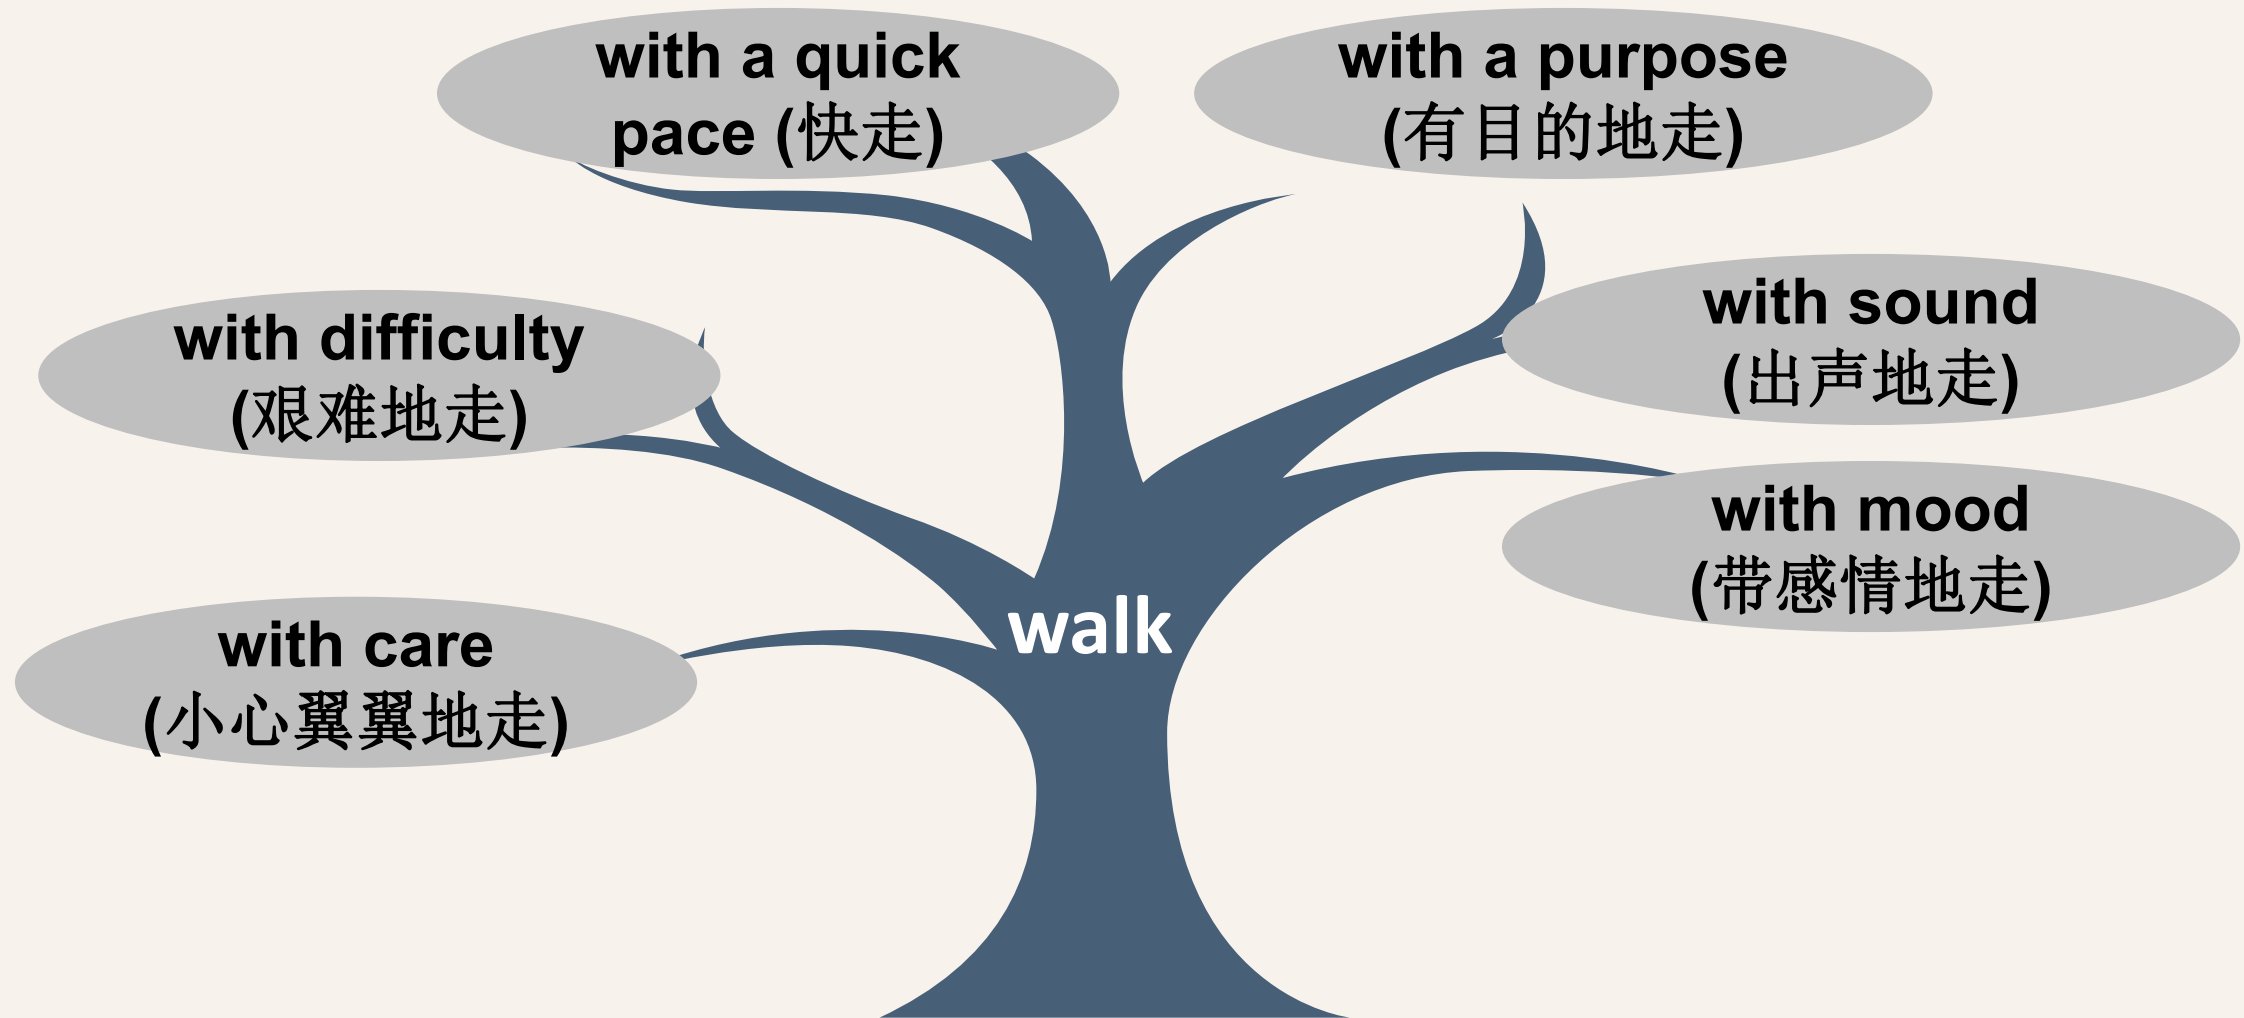 with a quick
pace (快走)
with a purpose
(有目的地走)
with difficulty
(艰难地走)
with sound
(出声地走)
with mood
(带感情地走)
walk
with care
(小心翼翼地走)